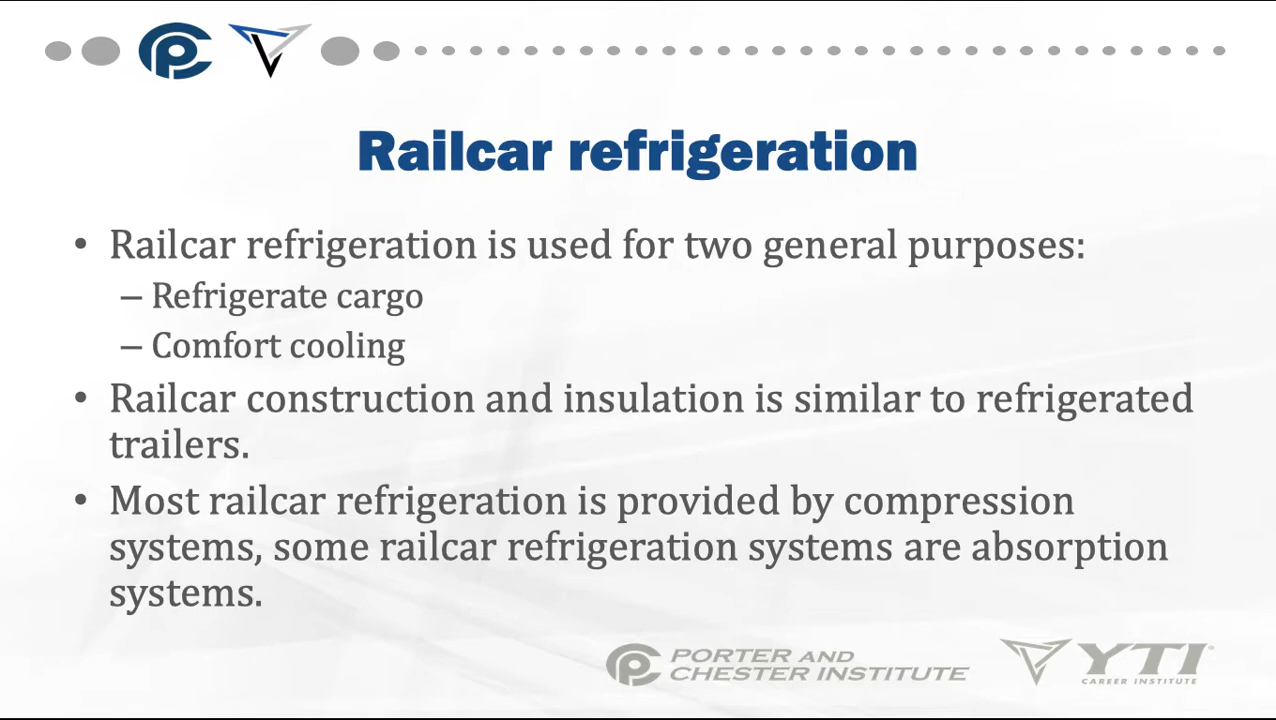 Railcar refrigeration
• Railcar refrigeration is used for two general purposes:
– Refrigerate cargo
– Comfort cooling
• Railcar construction and insulation is similar to refrigerated
trailers.
• Most railcar refrigeration is provided by compression
systems, some railcar refrigeration systems are absorption
systems.
PORTER AND
CHESTER INSTITUTE
YTI
CAREER INSTITUTE